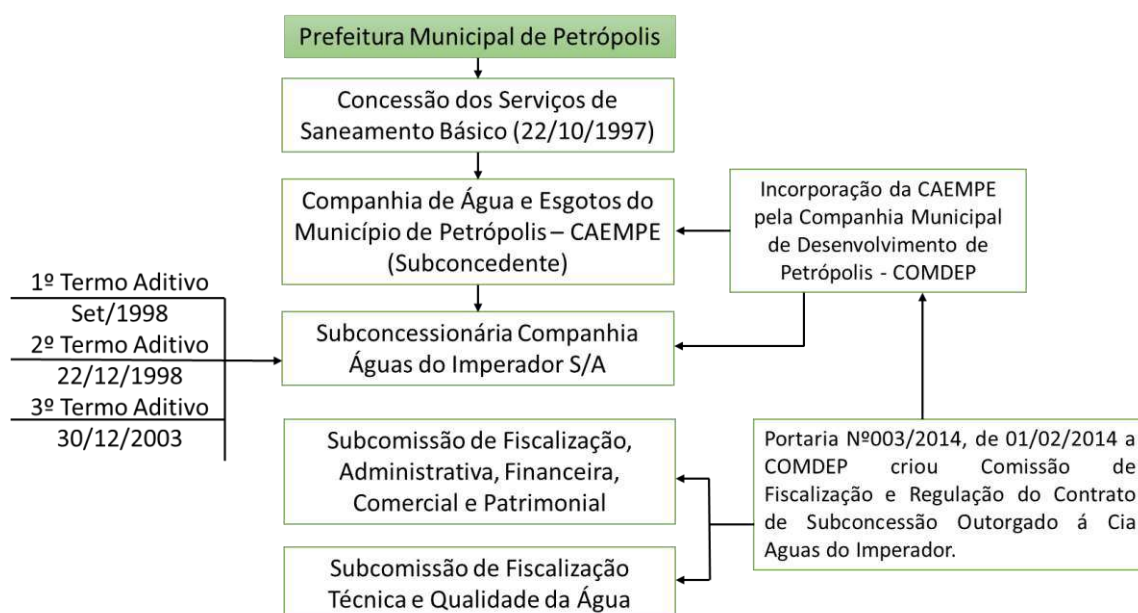 Prefeitura Municipal de Petrópolis
Concessão dos Serviços de
Saneamento Básico (22/10/1997)
Companhia de Água e Esgotos do
Município de Petrópolis – CAEMPE
(Subconcedente)
Incorporação da CAEMPE
pela Companhia Municipal
de Desenvolvimento de
Petrópolis - COMDEP
1º Termo Aditivo
Set/1998
2º Termo Aditivo
22/12/1998
3º Termo Aditivo
30/12/2003
Subconcessionária Companhia
Águas do Imperador S/A
Subcomissão de Fiscalização,
Administrativa, Financeira,
Comercial e Patrimonial
Portaria Nº003/2014, de 01/02/2014 a
COMDEP criou Comissão de
Fiscalização e Regulação do Contrato
de Subconcessão Outorgado á Cia
Aguas do Imperador.
Subcomissão de Fiscalização
Técnica e Qualidade da Água